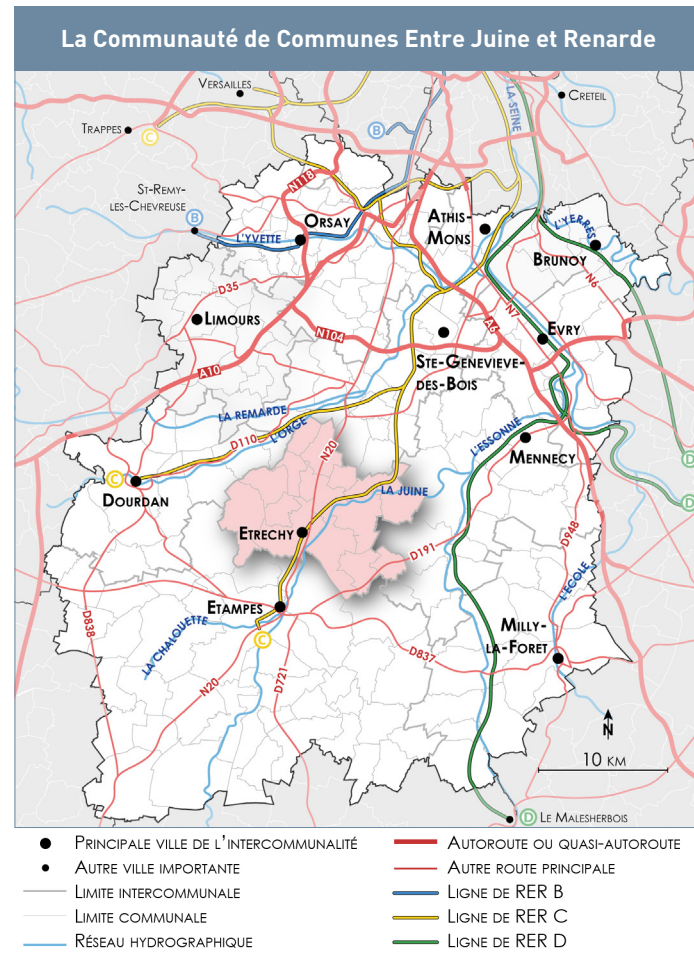 La Communauté de Communes Entre Juine et Renarde
VERSAILLES
CRETEIL
LA SEINE
TRAPPES
C
B
ST-REMY-
LES-CHEVREUSE
B
N118
ORSAY
ATHIS-
MONS
L'YVETTE
L'YERRES
BRUNOY
D35
N6
LIMOURS
N7
N104
A6
EVRY
STE-GENEVIEVE-
DES-BOIS
A10
LA REMARDE
L'ORGE
D110
N20
L'ESSONNE
MENNECY
D
C
DOURDAN
LA JUINE
D
ETRECHY
D191
D948
L'ECOLE
ETAMPES
D838
LA CHALOUETTE
C
MILLY-
LA-FORET
D837
N20
D721
N
10 KM
D
LE MALESHERBOIS
PRINCIPALE VILLE DE L'INTERCOMMUNALITÉ
AUTRE VILLE IMPORTANTE
LIMITE INTERCOMMUNALE
LIMITE COMMUNALE
RÉSEAU HYDROGRAPHIQUE
AUTOROUTE OU QUASI-AUTOROUTE
AUTRE ROUTE PRINCIPALE
LIGNE DE RER B
LIGNE DE RER C
LIGNE DE RER D